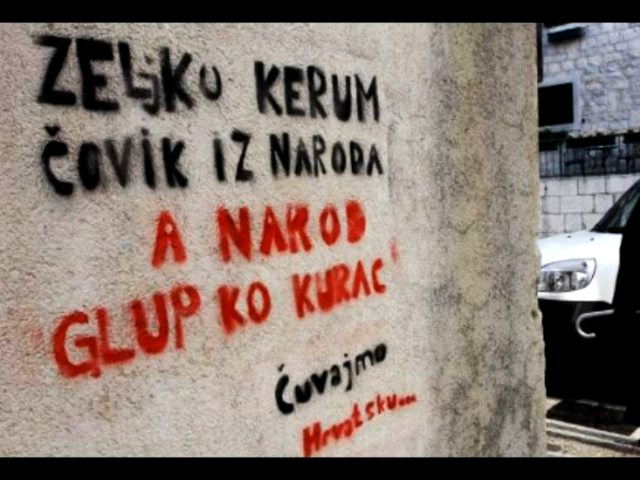 ZELjKO KERUM
ČOVIK IZ NARODA
A NAROD
GLUP KO KURAC
Čuvajmo
Hrvatsku...